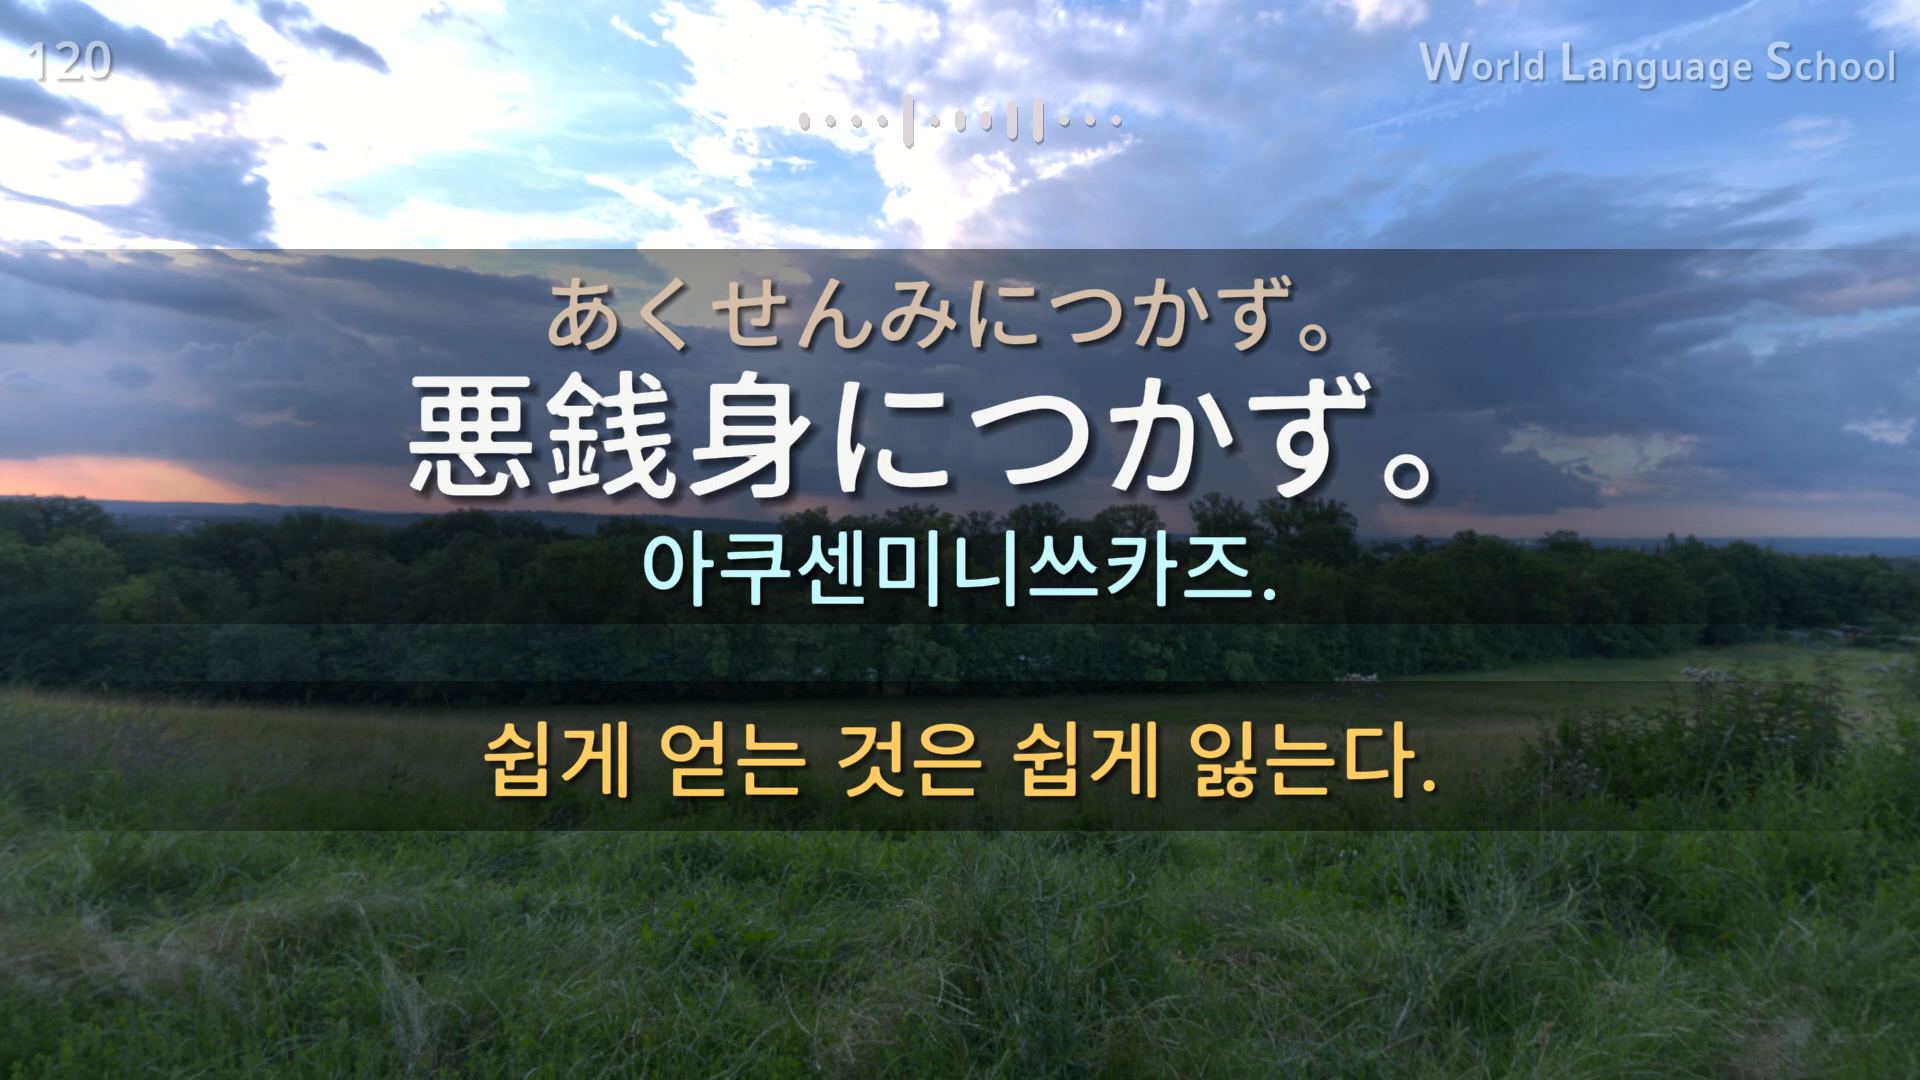 120
World Language School
あくせんみにつかず。
悪銭身につかず。
아쿠센미니쓰카즈.
쉽게 얻는 것은 쉽게 잃는다.